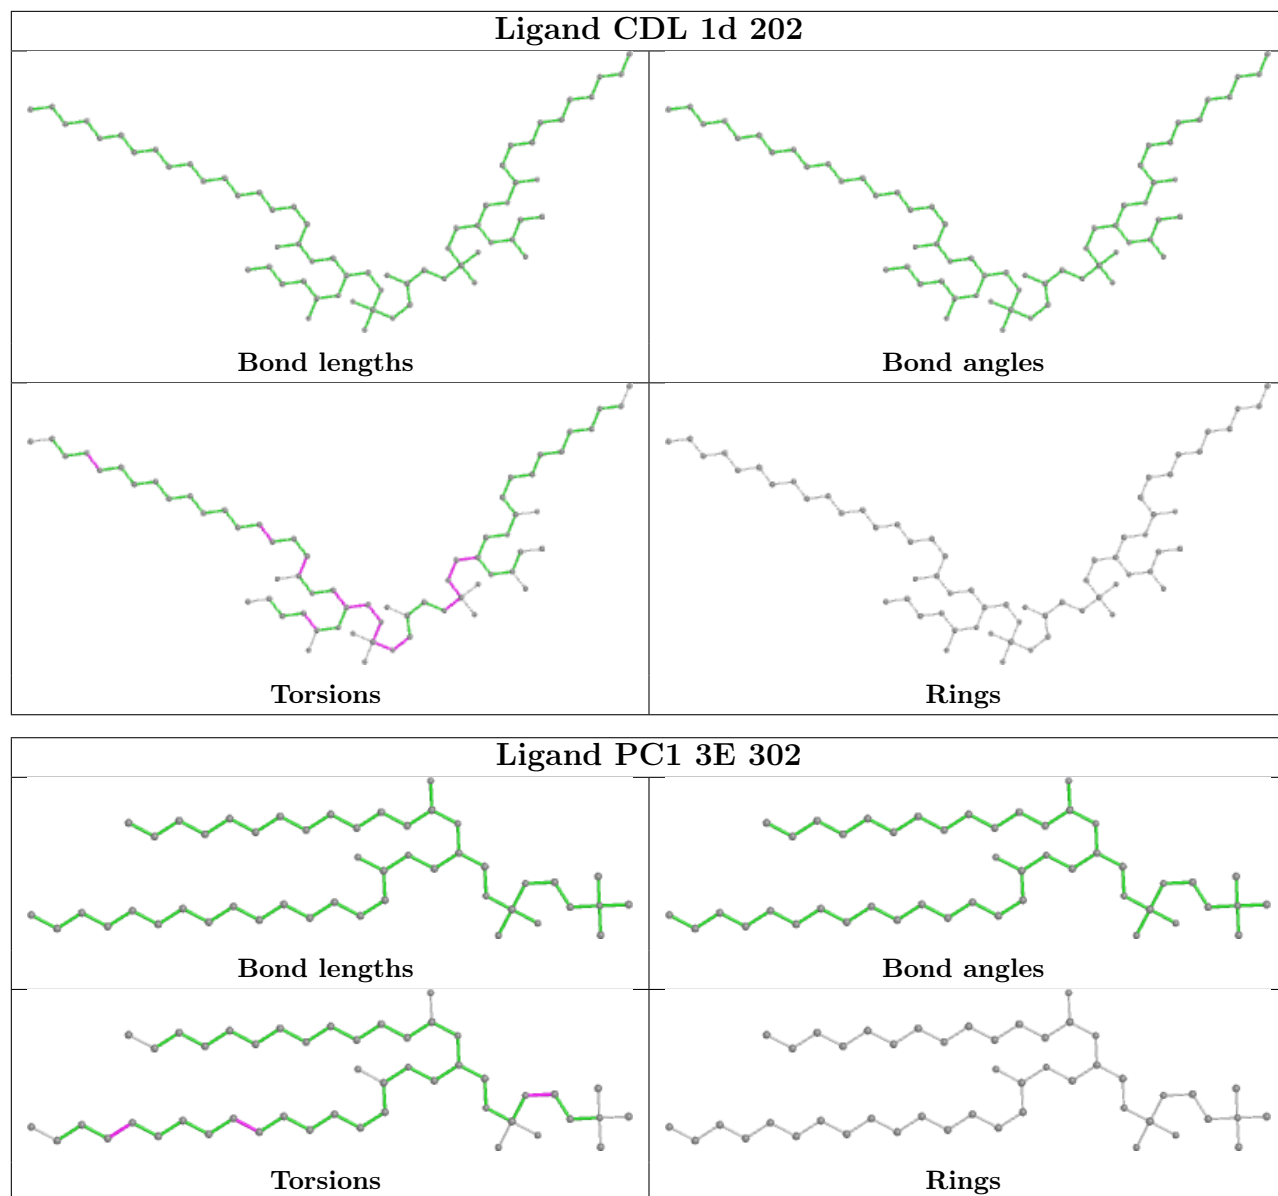 Ligand CDL 1d 202
Bond lengths
Bond angles
Torsions
Rings
Ligand PC1 3E 302
Bond lengths
Bond angles
Torsions
Rings